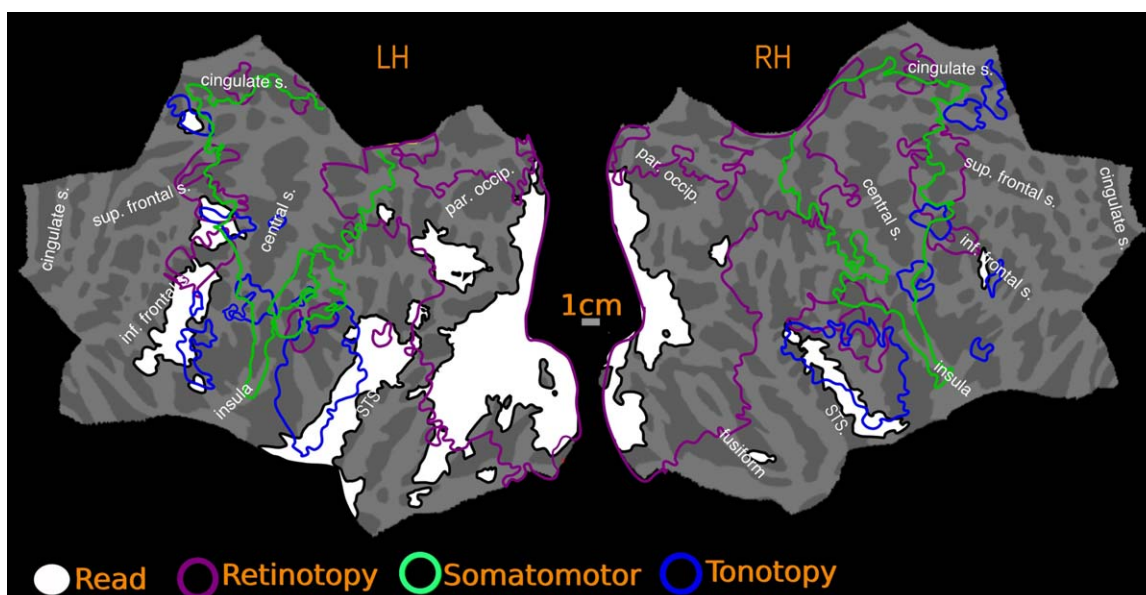 LH
RH
cingulate s.
cingulate s.
cingulate s.
sup. frontal s.
central s.
par. occip.
inf. frontal
insula
STS.
par occip.
central s.
sup. frontal s.
cingulate s.
inf. frontal s.
1cm
insula
STS.
fusiform
Read
Retinotopy
Somatomotor
Tonotopy